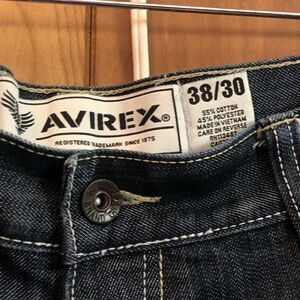 AVIREX®
REGISTERED TRADEMARK SINCE 1975
38/30
55% COTTON
45% POLYESTER
MADE IN VIETNAM
CARE ON REVERSE